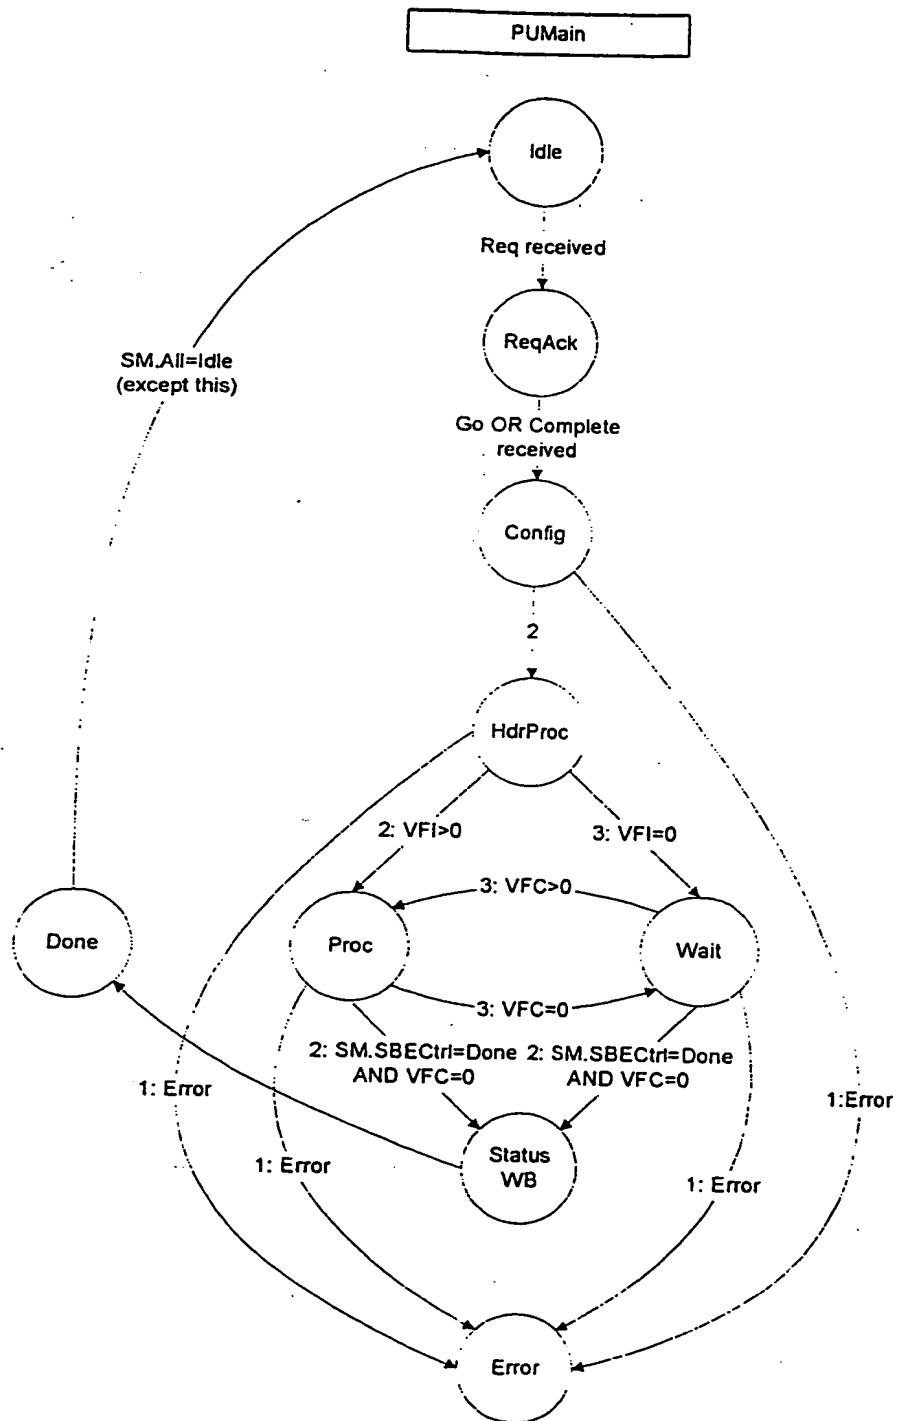 PUMain
Idle
Req received
ReqAck
SM.All=Idle
(except this)
Go OR Complete
received
Config
2
HdrProc
2: VFI>0
3: VFI=0
3: VFC>0
Done
Proc
Wait
3: VFC=0
2: SM.SBECtrl=Done
AND VFC=0
2: SM.SBECtrl=Done
AND VFC=0
1: Error
1:Error
Status
WB
1: Error
1: Error
Error